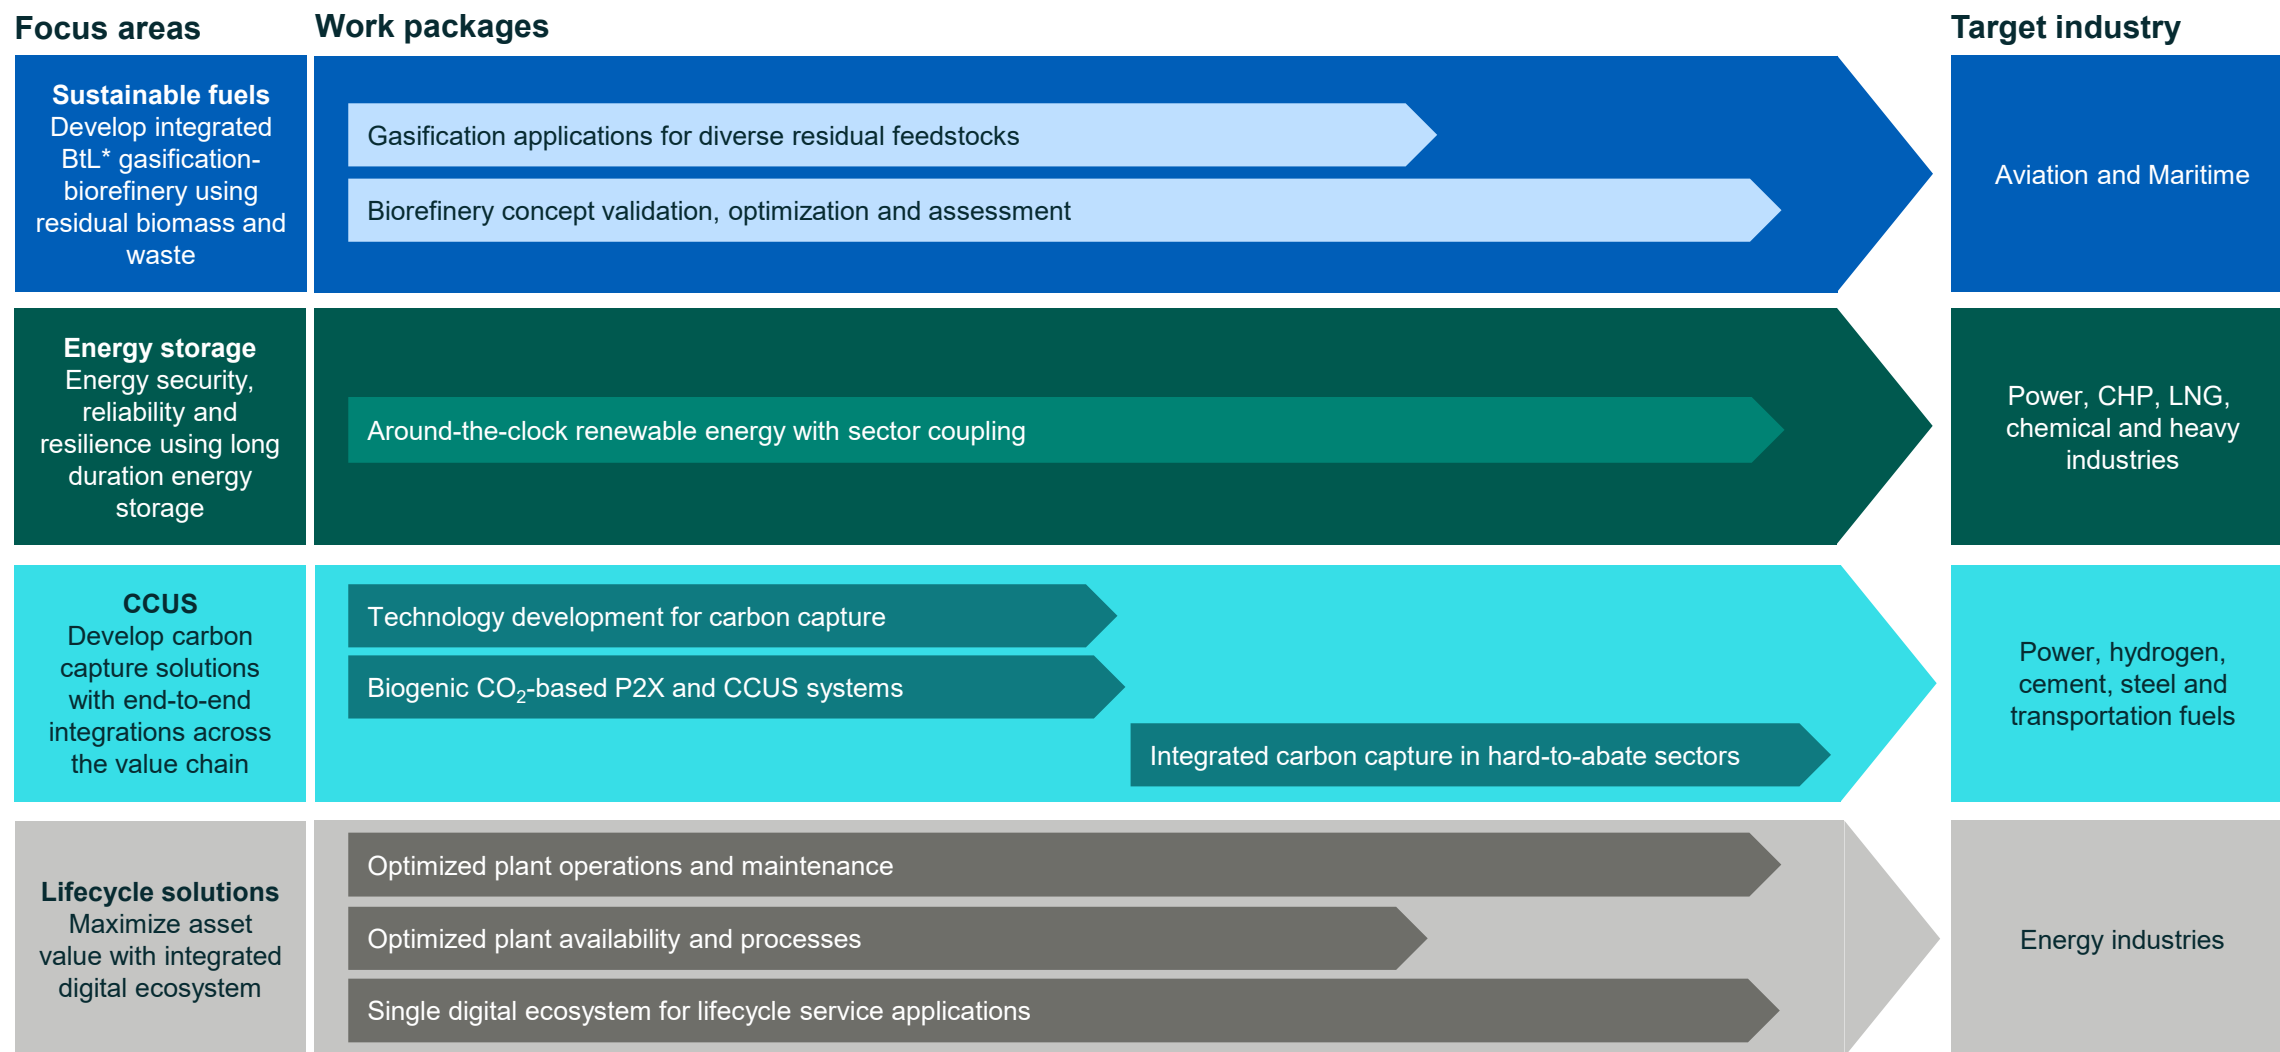 Focus areas
Work packages
Target industry
Sustainable fuels
Develop integrated
BtL* gasification-
biorefinery using
residual biomass and
waste
Gasification applications for diverse residual feedstocks
Biorefinery concept validation, optimization and assessment
Aviation and Maritime
Energy storage
Energy security,
reliability and
resilience using long
duration energy
storage
Around-the-clock renewable energy with sector coupling
Power, CHP, LNG,
chemical and heavy
industries
CCUS
Develop carbon
capture solutions
with end-to-end
integrations across
the value chain
Technology development for carbon capture
Biogenic CO₂-based P2X and CCUS systems
Integrated carbon capture in hard-to-abate sectors
Power, hydrogen,
cement, steel and
transportation fuels
Lifecycle solutions
Maximize asset
value with integrated
digital ecosystem
Optimized plant operations and maintenance
Optimized plant availability and processes
Single digital ecosystem for lifecycle service applications
Energy industries